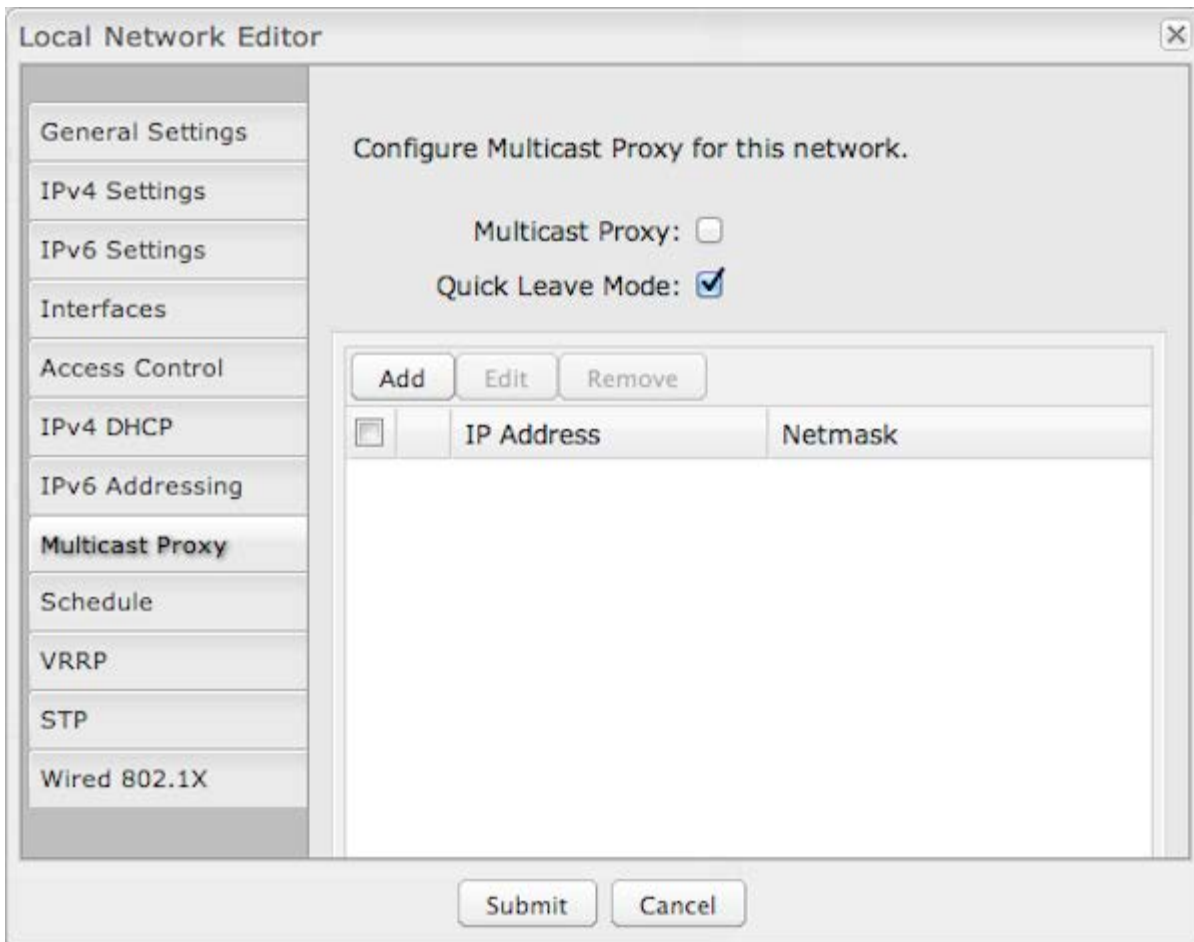 Local Network Editor
General Settings
IPv4 Settings
IPv6 Settings
Interfaces
Access Control
IPv4 DHCP
IPv6 Addressing
Multicast Proxy
Schedule
VRRP
STP
Wired 802.1X
Configure Multicast Proxy for this network.
Multicast Proxy:
Quick Leave Mode:
Add Edit Remove
IP Address Netmask
Submit Cancel